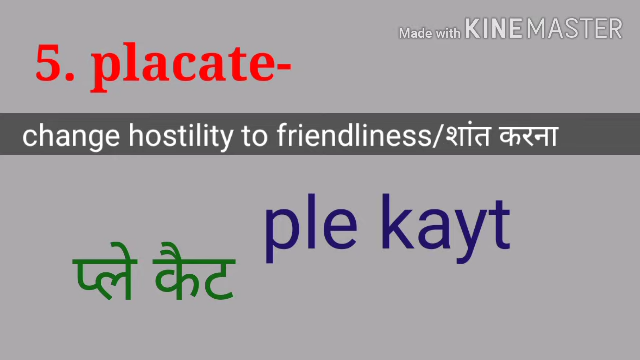 Made with KINEMASTER
5. placate-
change hostility to friendliness/शांत करना
ple kayt
प्ले कैट